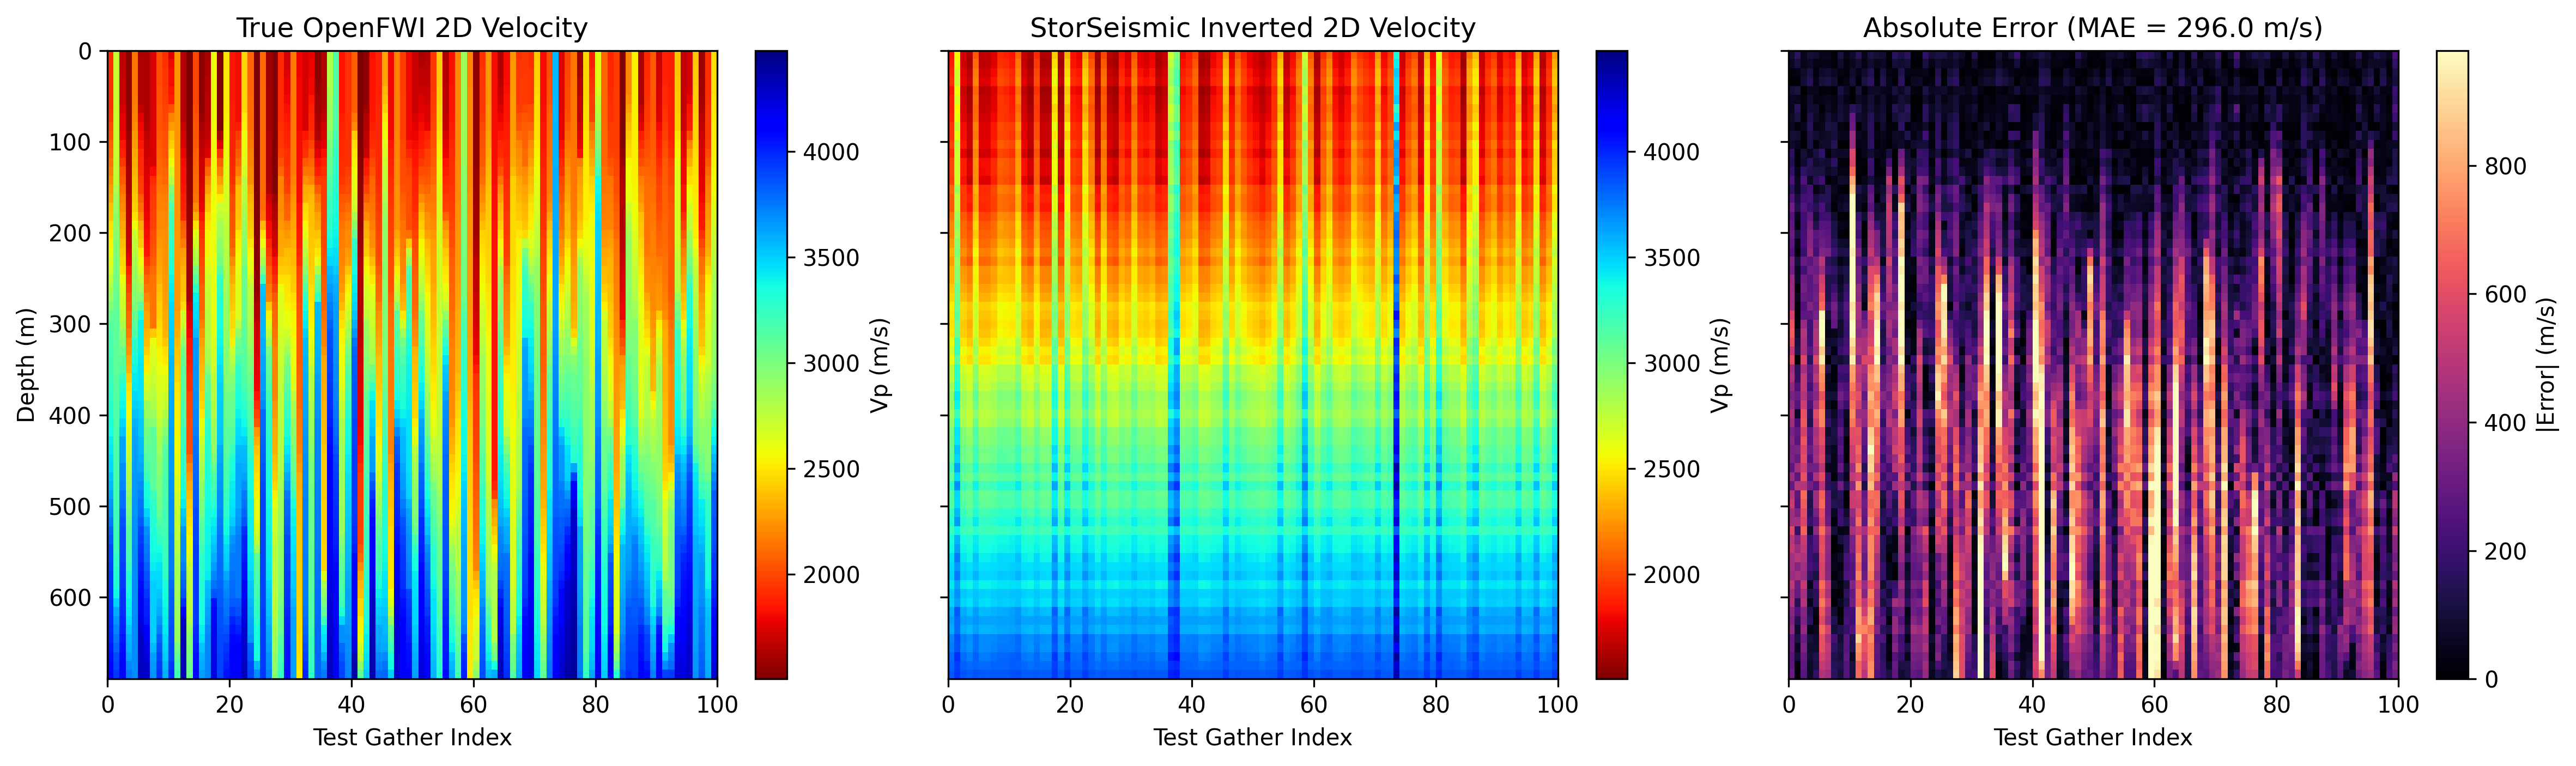 True OpenFWI 2D Velocity
0
100
200
300
400
500
600
Depth (m)
0 20 40 60 80 100
Test Gather Index
4000
3500
3000
2500
2000
Vp (m/s)
StorSeismic Inverted 2D Velocity
0 20 40 60 80 100
Test Gather Index
4000
3500
3000
2500
2000
Vp (m/s)
Absolute Error (MAE = 296.0 m/s)
0 20 40 60 80 100
Test Gather Index
800
600
400
200
0
|Error| (m/s)